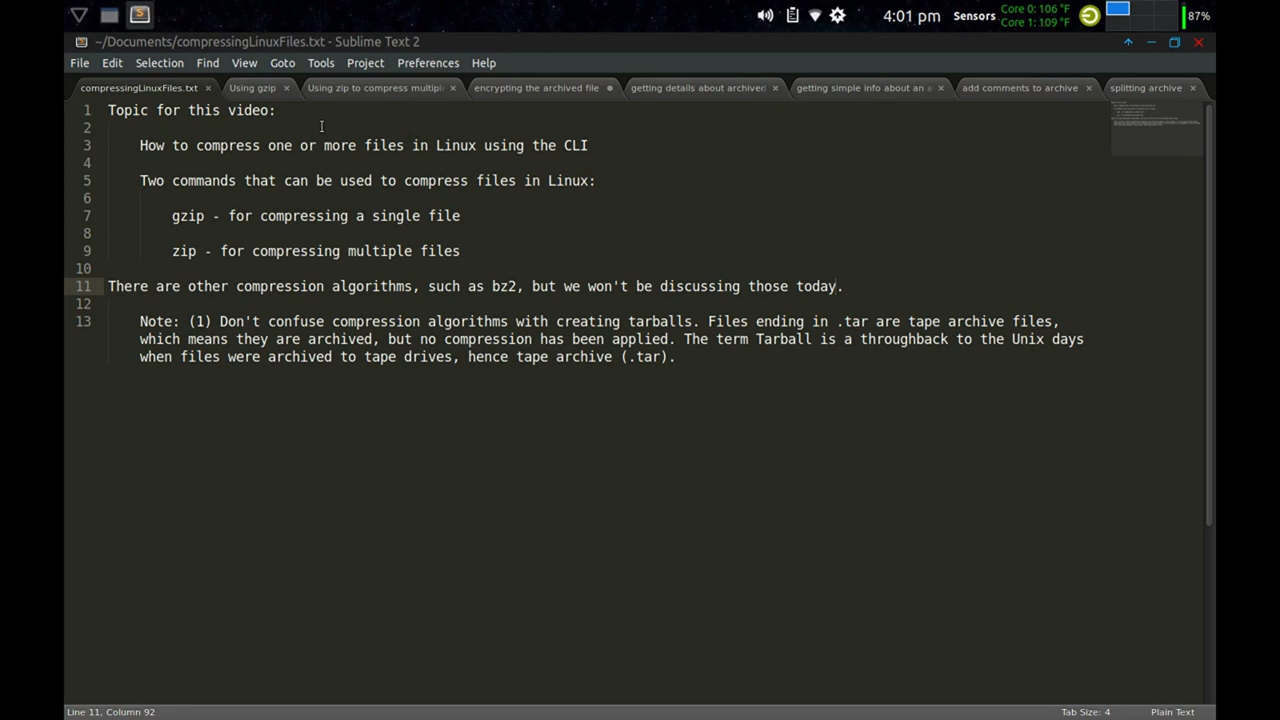 4:01 pm
Sensors
Core 0: 106 °F
Core 1: 109 °F
87%
~/Documents/compressingLinuxFiles.txt - Sublime Text 2
File Edit Selection Find View Goto Tools Project Preferences Help
compressingLinuxFiles.txt × Using gzip × Using zip to compress multipl × encrypting the archived file getting details about archived × getting simple info about an a × add comments to archive × splitting archive ×
1 Topic for this video:
2
3 How to compress one or more files in Linux using the CLI
4
5 Two commands that can be used to compress files in Linux:
6
7 gzip - for compressing a single file
8
9 zip - for compressing multiple files
10
11 There are other compression algorithms, such as bz2, but we won't be discussing those today.
12
13 Note: (1) Don't confuse compression algorithms with creating tarballs. Files ending in .tar are tape archive files,
which means they are archived, but no compression has been applied. The term Tarball is a throughback to the Unix days
when files were archived to tape drives, hence tape archive (.tar).
Line 11, Column 92
Tab Size: 4
Plain Text